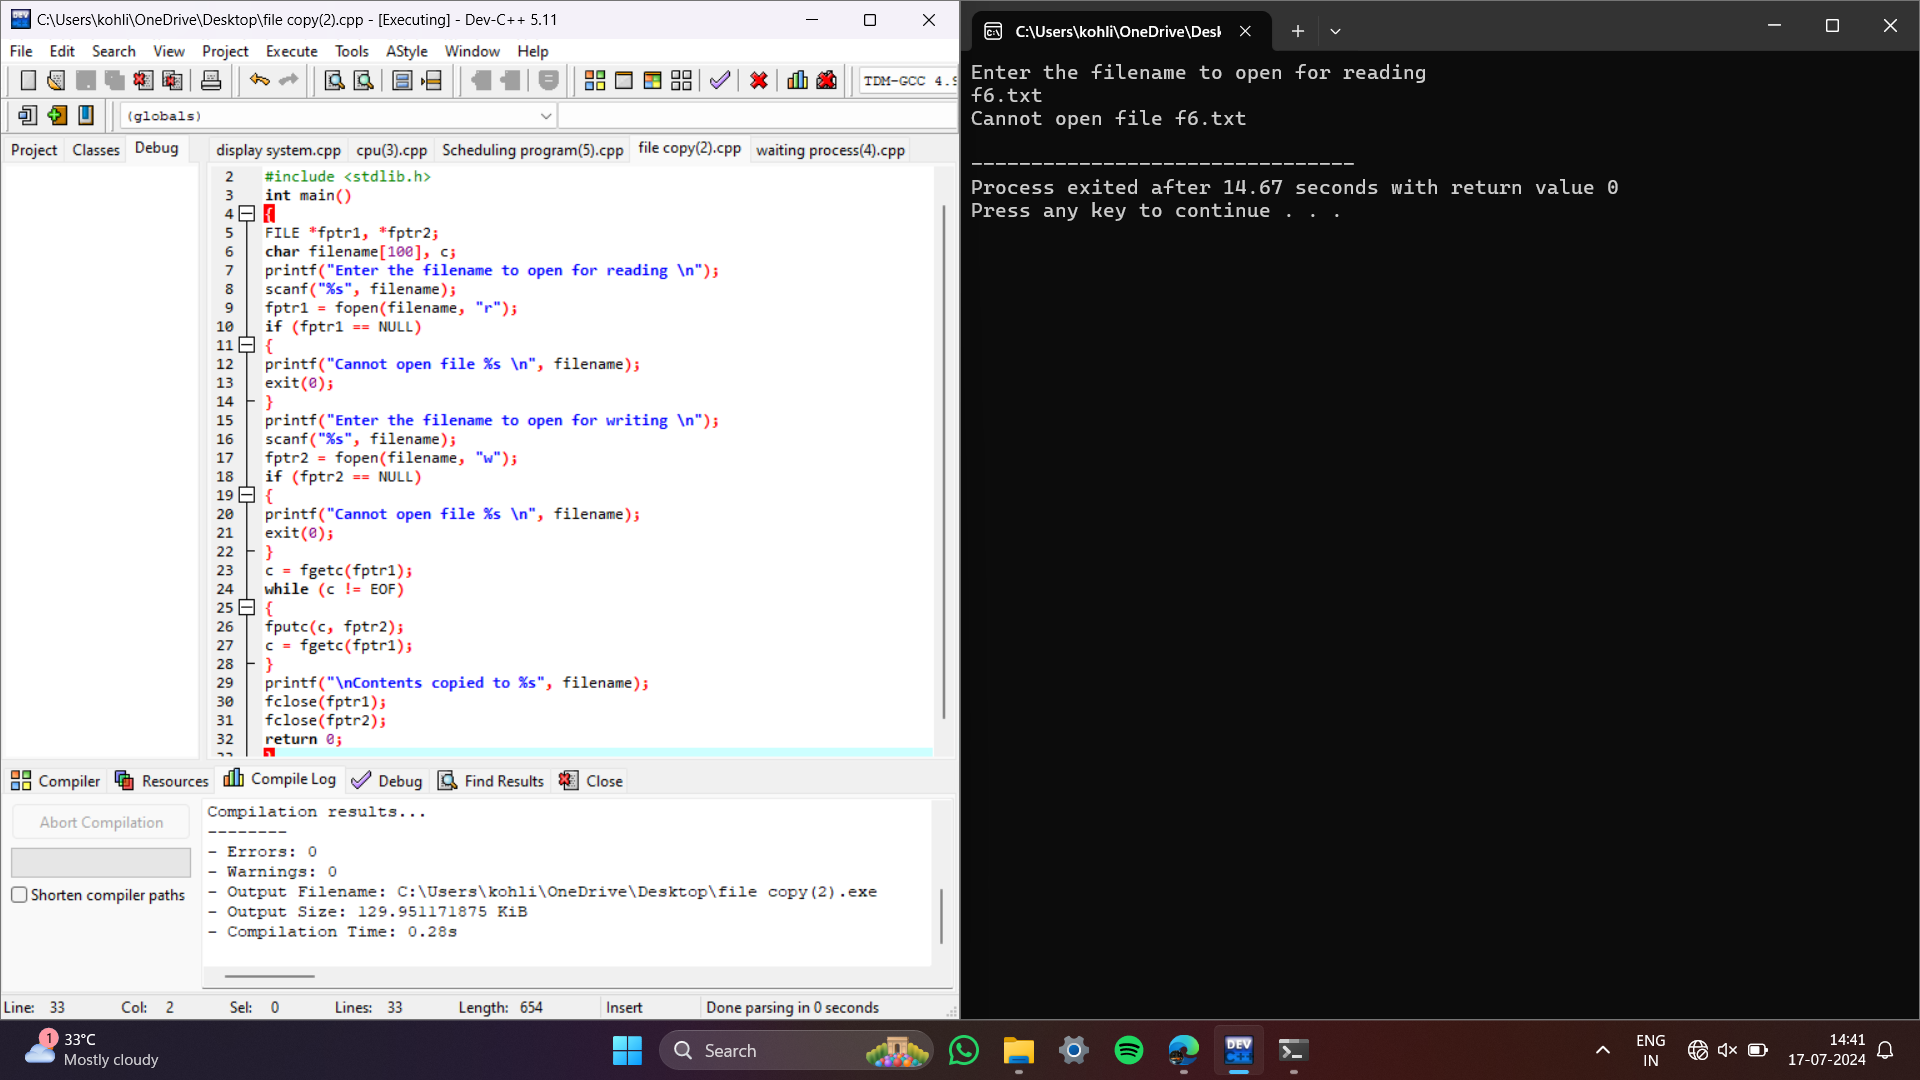 C:\Users\kohli\OneDrive\Desktop\file copy(2).cpp - [Executing] - Dev-C++ 5.11
File Edit Search View Project Execute Tools AStyle Window Help
TDM-GCC 4.9
(globals)
Project Classes Debug
display system.cpp cpu(3).cpp Scheduling program(5).cpp file copy(2).cpp waiting process(4).cpp
2 #include <stdlib.h>
3 int main()
4 {
5 FILE *fptr1, *fptr2;
6 char filename[100], c;
7 printf("Enter the filename to open for reading \n");
8 scanf("%s", filename);
9 fptr1 = fopen(filename, "r");
10 if (fptr1 == NULL)
11 {
12 printf("Cannot open file %s \n", filename);
13 exit(0);
14 }
15 printf("Enter the filename to open for writing \n");
16 scanf("%s", filename);
17 fptr2 = fopen(filename, "w");
18 if (fptr2 == NULL)
19 {
20 printf("Cannot open file %s \n", filename);
21 exit(0);
22 }
23 c = fgetc(fptr1);
24 while (c != EOF)
25 {
26 fputc(c, fptr2);
27 c = fgetc(fptr1);
28 }
29 printf("\nContents copied to %s", filename);
30 fclose(fptr1);
31 fclose(fptr2);
32 return 0;
33 }
Compiler Resources Compile Log Debug Find Results Close
Abort Compilation
Shorten compiler paths
Compilation results...
--------
- Errors: 0
- Warnings: 0
- Output Filename: C:\Users\kohli\OneDrive\Desktop\file copy(2).exe
- Output Size: 129.951171875 KiB
- Compilation Time: 0.28s
Line: 33 Col: 2 Sel: 0 Lines: 33 Length: 654 Insert Done parsing in 0 seconds
C:\Users\kohli\OneDrive\Desk
Enter the filename to open for reading
f6.txt
Cannot open file f6.txt
--------------------------------
Process exited after 14.67 seconds with return value 0
Press any key to continue . . .
1
33°C
Mostly cloudy
Search
DEV
C++
ENG
IN
14:41
17-07-2024